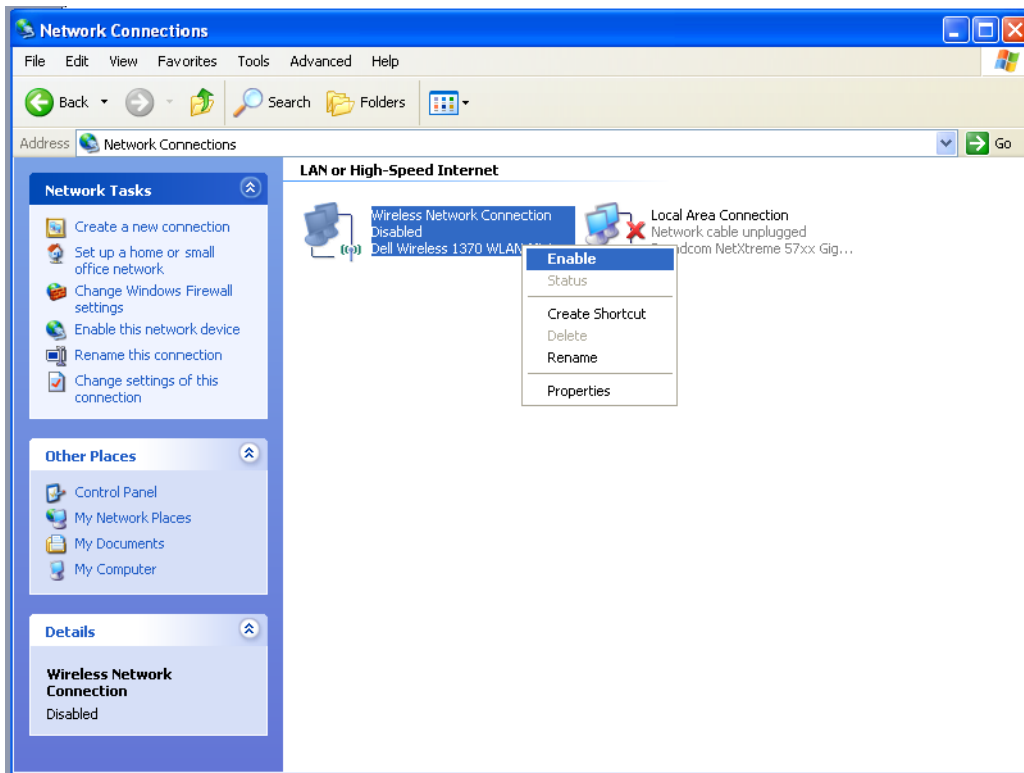 Network Connections
File Edit View Favorites Tools Advanced Help
Back Search Folders
Address Network Connections Go
Network Tasks
Create a new connection
Set up a home or small
office network
Change Windows Firewall
settings
Enable this network device
Rename this connection
Change settings of this
connection
Other Places
Control Panel
My Network Places
My Documents
My Computer
Details
Wireless Network
Connection
Disabled
LAN or High-Speed Internet
Wireless Network Connection
Disabled
Dell Wireless 1370 WLAN
Local Area Connection
Network cable unplugged
NetXtreme 57xx Gig...
Enable
Status
Create Shortcut
Delete
Rename
Properties